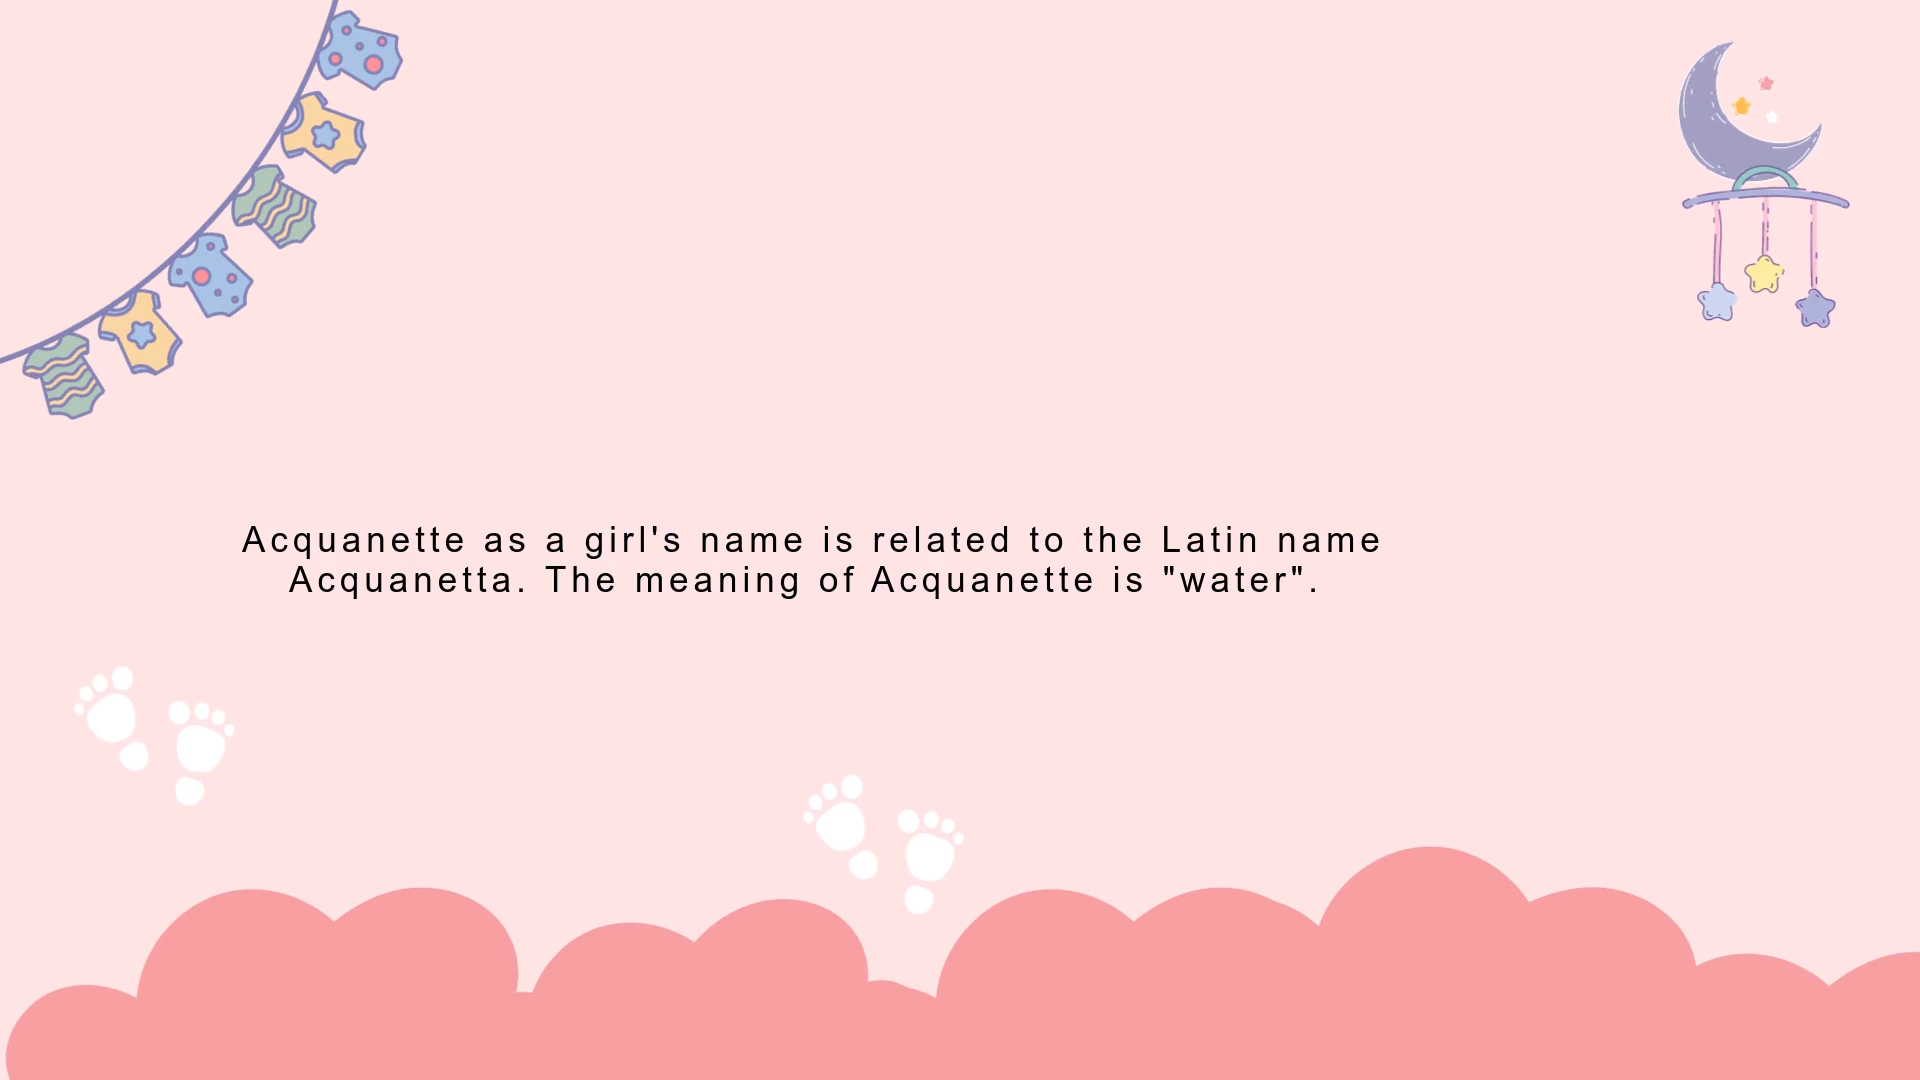 Acquanette as a girl's name is related to the Latin name
Acquanetta. The meaning of Acquanette is "water".